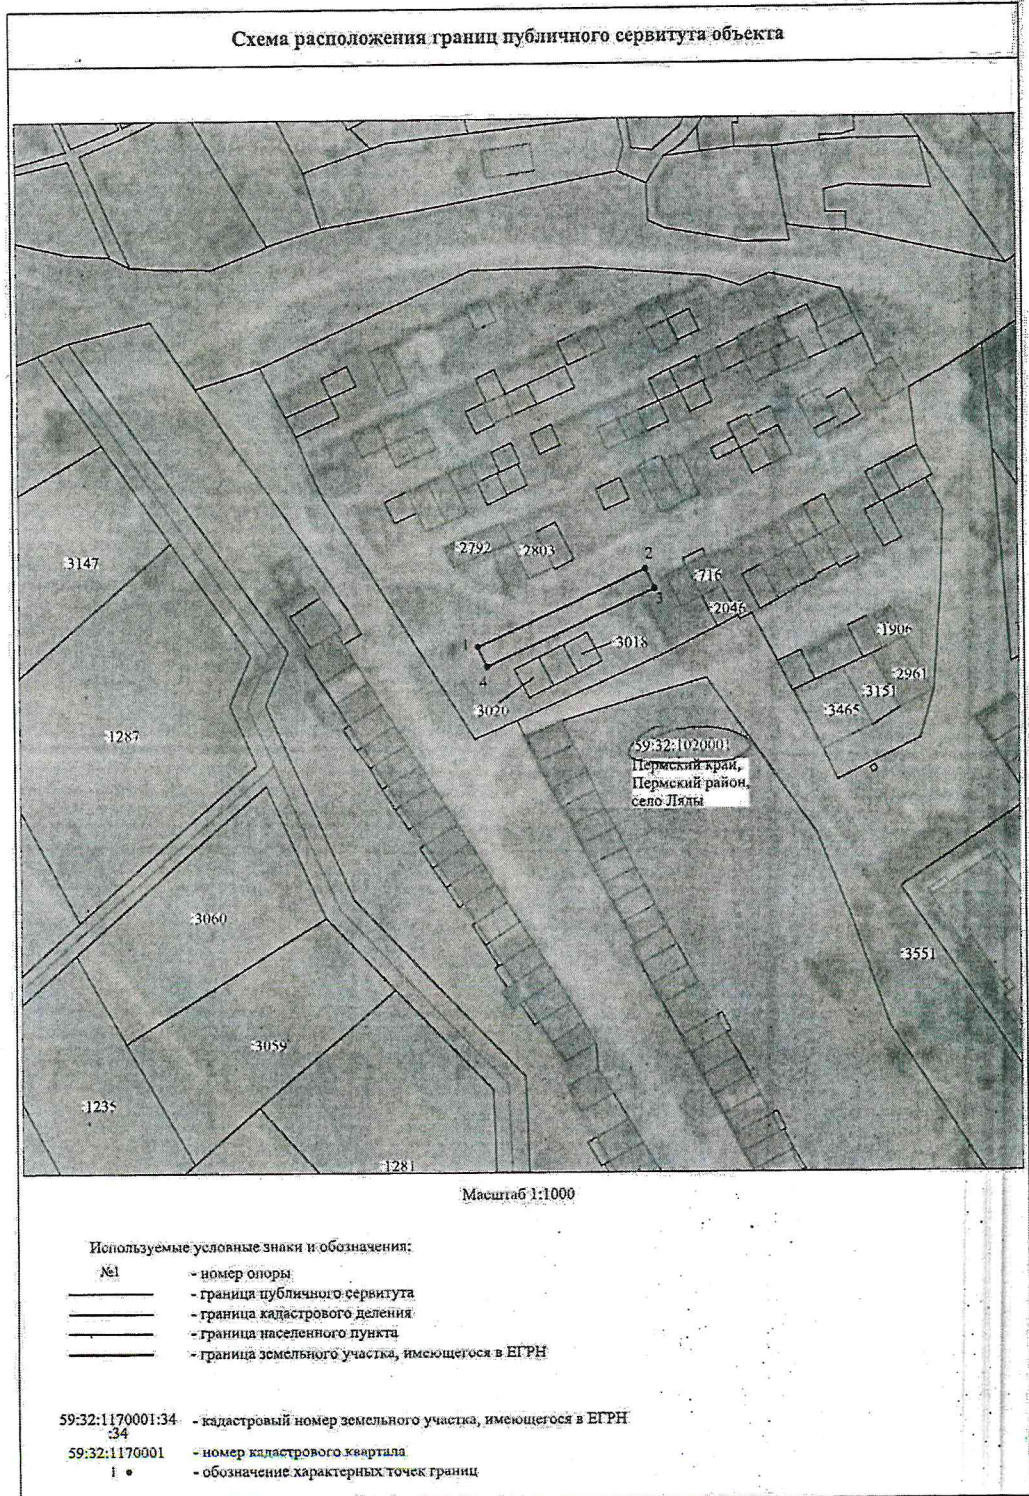 Схема расположения границ публичного сервитута объекта
:2792
:2803
2
:3147
:716
3
:2046
1
:3018
:1906
4
:2961
:3151
:3020
:3465
:1287
59:32:1020001
Пермский край,
Пермский район,
село Ляды
:3060
:3551
:3059
:1235
:1281
Масштаб 1:1000
Используемые условные знаки и обозначения:
№1 - номер опоры
- граница публичного сервитута
- граница кадастрового деления
- граница населенного пункта
- граница земельного участка, имеющегося в ЕГРН
59:32:1170001:34 - кадастровый номер земельного участка, имеющегося в ЕГРН
:34
59:32:1170001 - номер кадастрового квартала
1 • - обозначение характерных точек границ